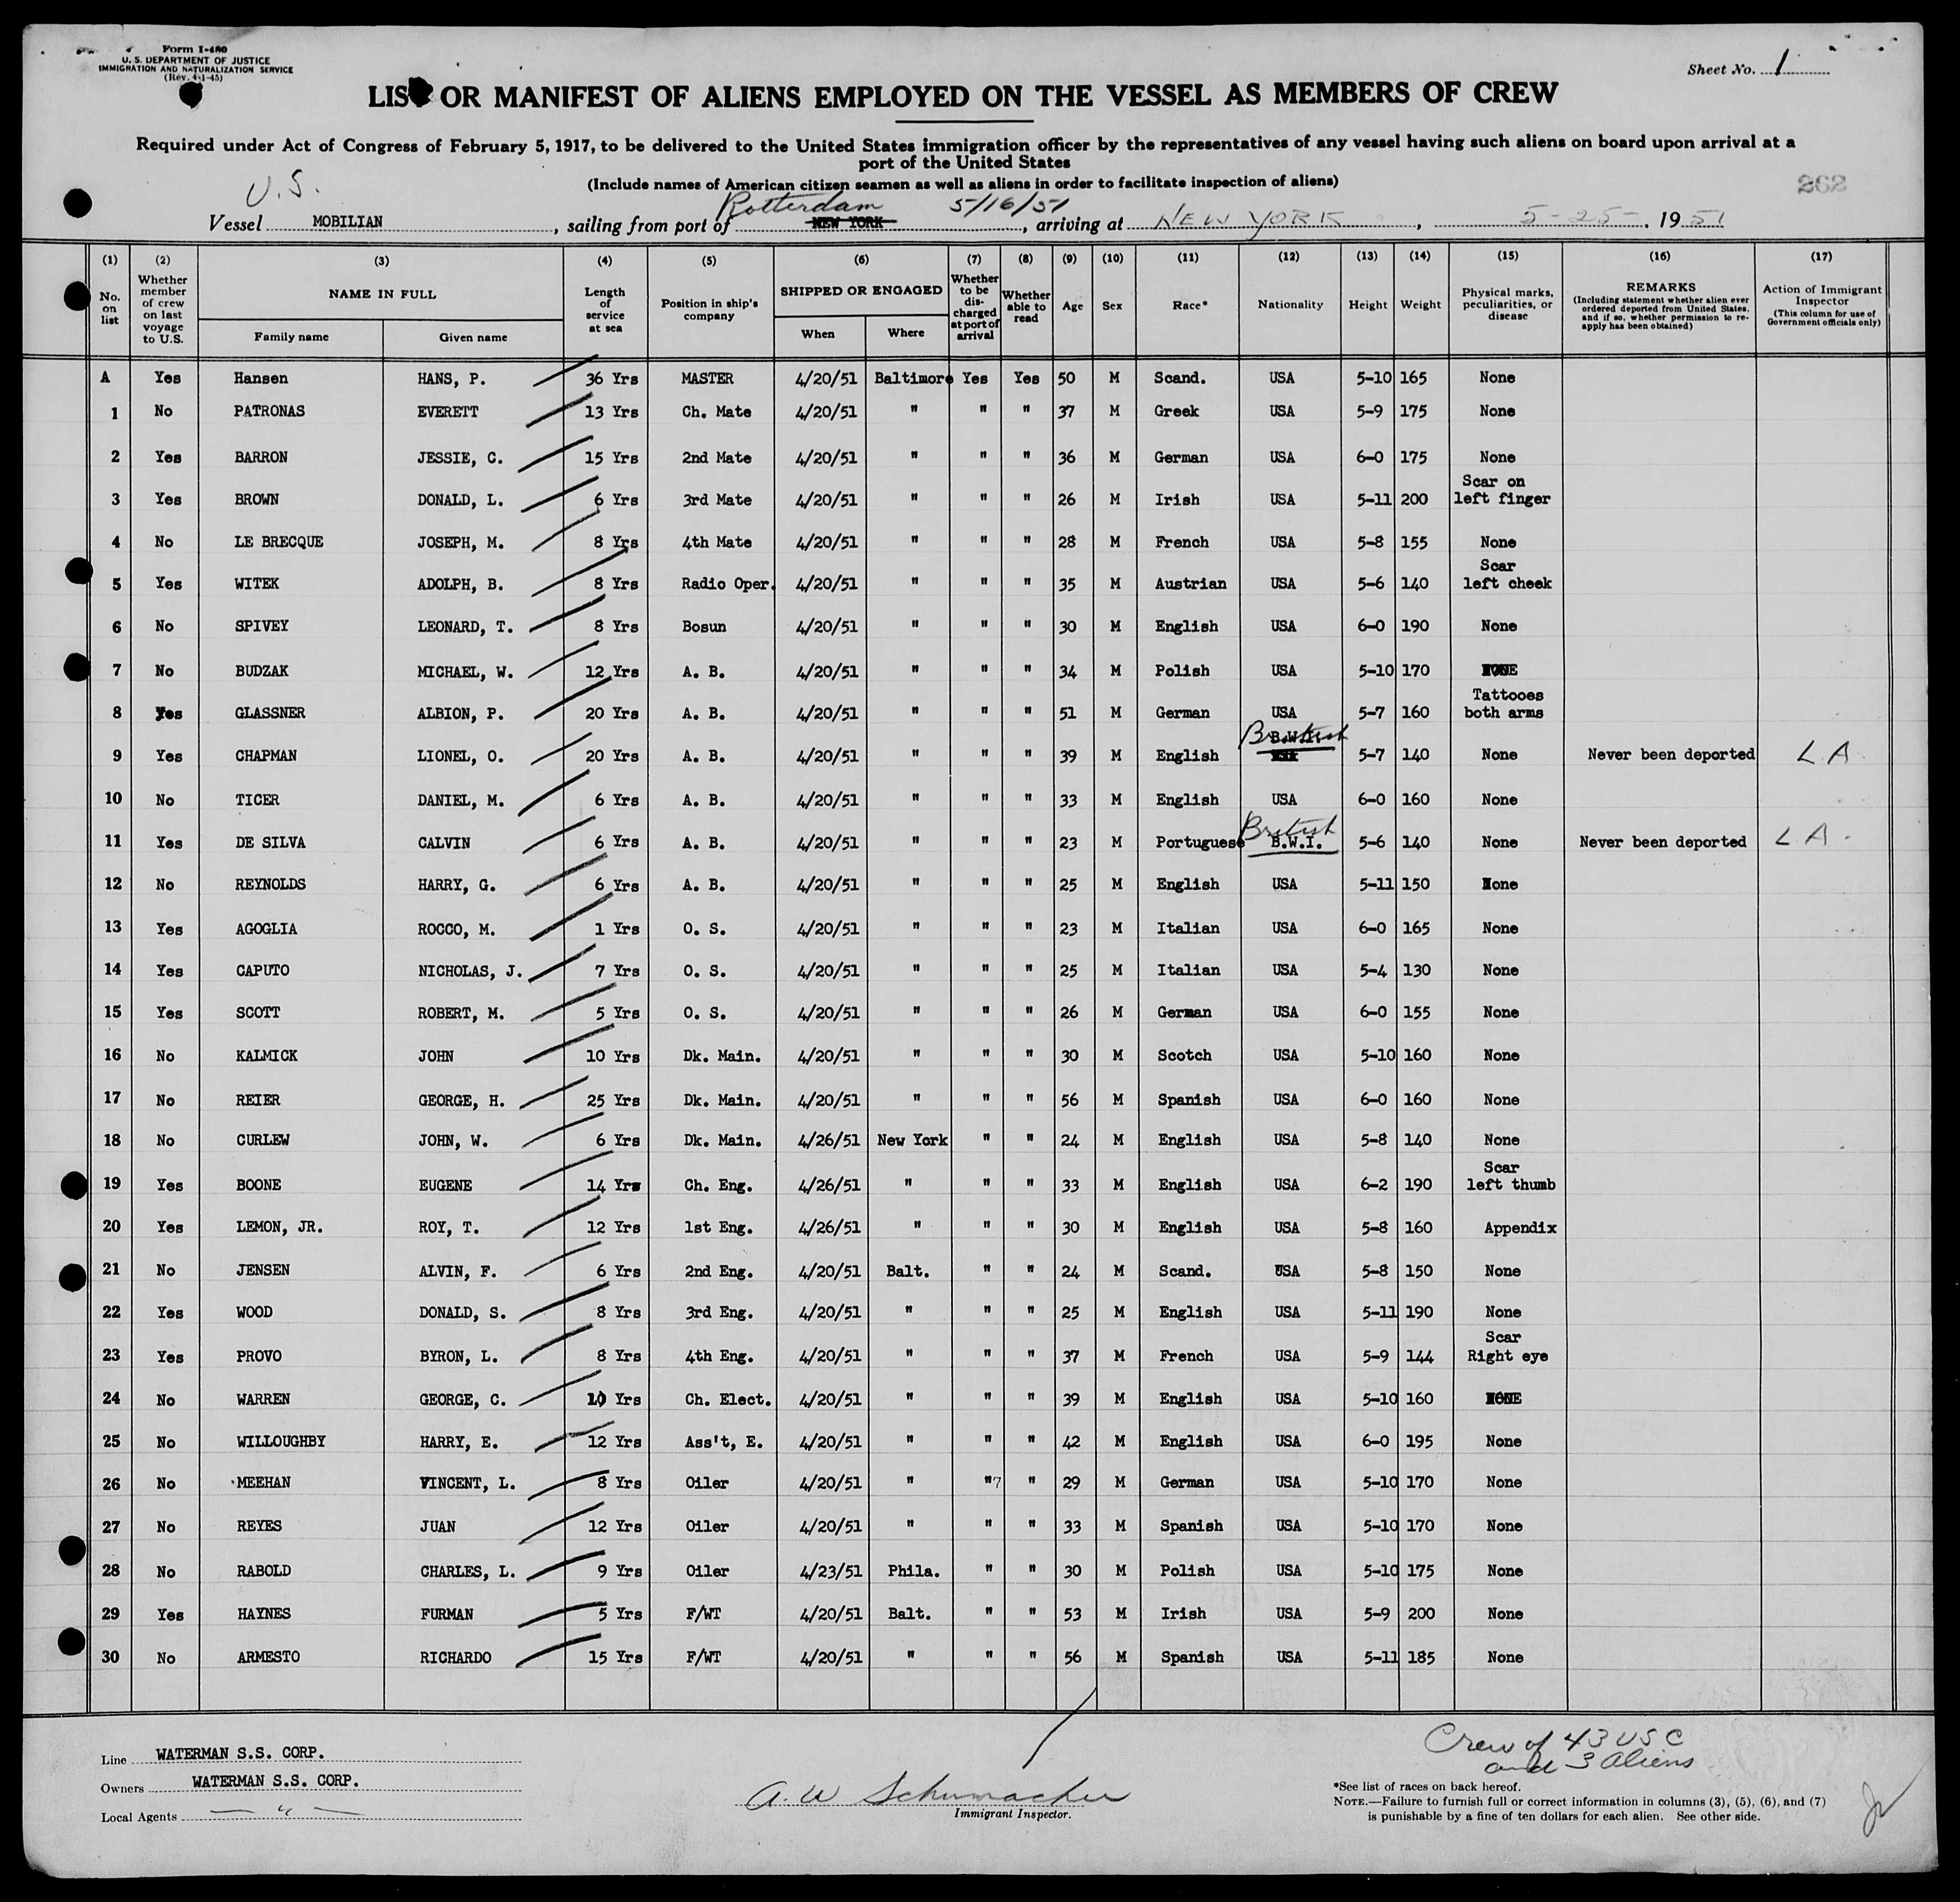 Form I-480
U. S. DEPARTMENT OF JUSTICE
IMMIGRATION AND NATURALIZATION SERVICE
(Rev. 4-1-45)
Sheet No. 1
LIST OR MANIFEST OF ALIENS EMPLOYED ON THE VESSEL AS MEMBERS OF CREW
Required under Act of Congress of February 5, 1917, to be delivered to the United States immigration officer by the representatives of any vessel having such aliens on board upon arrival at a
port of the United States
(Include names of American citizen seamen as well as aliens in order to facilitate inspection of aliens)
262
U.S. Rotterdam 5/16/51
Vessel MOBILIAN, sailing from port of NEW YORK, arriving at NEW YORK, 5-25-, 1951
(1) No. on list
(2) Whether member of crew on last voyage to U.S.
(3) NAME IN FULL
Family name Given name
(4) Length of service at sea
(5) Position in ship's company
(6) SHIPPED OR ENGAGED
When Where
(7) Whether to be discharged at port of arrival
(8) Whether able to read
(9) Age
(10) Sex
(11) Race*
(12) Nationality
(13) Height
(14) Weight
(15) Physical marks, peculiarities, or disease
(16) REMARKS
(Including statement whether alien ever ordered deported from United States, and if so, whether permission to re-apply has been obtained)
(17) Action of Immigrant Inspector
(This column for use of Government officials only)
A Yes Hansen HANS, P. 36 Yrs MASTER 4/20/51 Baltimore Yes Yes 50 M Scand. USA 5-10 165 None
1 No PATRONAS EVERETT 13 Yrs Ch. Mate 4/20/51 " " " 37 M Greek USA 5-9 175 None
2 Yes BARRON JESSIE, C. 15 Yrs 2nd Mate 4/20/51 " " " 36 M German USA 6-0 175 None
3 Yes BROWN DONALD, L. 6 Yrs 3rd Mate 4/20/51 " " " 26 M Irish USA 5-11 200 Scar on left finger
4 No LE BRECQUE JOSEPH, M. 8 Yrs 4th Mate 4/20/51 " " " 28 M French USA 5-8 155 None
5 Yes WITEK ADOLPH, B. 8 Yrs Radio Oper. 4/20/51 " " " 35 M Austrian USA 5-6 140 Scar left cheek
6 No SPIVEY LEONARD, T. 8 Yrs Bosun 4/20/51 " " " 30 M English USA 6-0 190 None
7 No BUDZAK MICHAEL, W. 12 Yrs A. B. 4/20/51 " " " 34 M Polish USA 5-10 170 NONE
8 Yes GLASSNER ALBION, P. 20 Yrs A. B. 4/20/51 " " " 51 M German USA 5-7 160 Tattooes both arms
9 Yes CHAPMAN LIONEL, O. 20 Yrs A. B. 4/20/51 " " " 39 M English B.W.I. British 5-7 140 None Never been deported L A
10 No TICER DANIEL, M. 6 Yrs A. B. 4/20/51 " " " 33 M English USA 6-0 160 None
11 Yes DE SILVA CALVIN 6 Yrs A. B. 4/20/51 " " " 23 M Portuguese British B.W.I. 5-6 140 None Never been deported L A.
12 No REYNOLDS HARRY, G. 6 Yrs A. B. 4/20/51 " " " 25 M English USA 5-11 150 None
13 Yes AGOGLIA ROCCO, M. 1 Yrs O. S. 4/20/51 " " " 23 M Italian USA 6-0 165 None
14 Yes CAPUTO NICHOLAS, J. 7 Yrs O. S. 4/20/51 " " " 25 M Italian USA 5-4 130 None
15 Yes SCOTT ROBERT, M. 5 Yrs O. S. 4/20/51 " " " 26 M German USA 6-0 155 None
16 No KALMICK JOHN 10 Yrs Dk. Main. 4/20/51 " " " 30 M Scotch USA 5-10 160 None
17 No REIER GEORGE, H. 25 Yrs Dk. Main. 4/20/51 " " " 56 M Spanish USA 6-0 160 None
18 No CURLEW JOHN, W. 6 Yrs Dk. Main. 4/26/51 New York " " 24 M English USA 5-8 140 None
19 Yes BOONE EUGENE 14 Yrs Ch. Eng. 4/26/51 " " " 33 M English USA 6-2 190 Scar left thumb
20 Yes LEMON, JR. ROY, T. 12 Yrs 1st Eng. 4/26/51 " " " 30 M English USA 5-8 160 Appendix
21 No JENSEN ALVIN, F. 6 Yrs 2nd Eng. 4/20/51 Balt. " " 24 M Scand. USA 5-8 150 None
22 Yes WOOD DONALD, S. 8 Yrs 3rd Eng. 4/20/51 " " " 25 M English USA 5-11 190 None
23 Yes PROVO BYRON, L. 8 Yrs 4th Eng. 4/20/51 " " " 37 M French USA 5-9 144 Scar Right eye
24 No WARREN GEORGE, C. 10 Yrs Ch. Elect. 4/20/51 " " " 39 M English USA 5-10 160 NONE
25 No WILLOUGHBY HARRY, E. 12 Yrs Ass't, E. 4/20/51 " " " 42 M English USA 6-0 195 None
26 No MEEHAN VINCENT, L. 8 Yrs Oiler 4/20/51 " "7 " 29 M German USA 5-10 170 None
27 No REYES JUAN 12 Yrs Oiler 4/20/51 " " " 33 M Spanish USA 5-10 170 None
28 No RABOLD CHARLES, L. 9 Yrs Oiler 4/23/51 Phila. " " 30 M Polish USA 5-10 175 None
29 Yes HAYNES FURMAN 5 Yrs F/WT 4/20/51 Balt. " " 53 M Irish USA 5-9 200 None
30 No ARMESTO RICHARDO 15 Yrs F/WT 4/20/51 " " " 56 M Spanish USA 5-11 185 None
Crew of 43 USC
and 3 aliens
Line WATERMAN S.S. CORP.
Owners WATERMAN S.S. CORP.
Local Agents — " —
A. W Schumacher
Immigrant Inspector.
*See list of races on back hereof.
NOTE.—Failure to furnish full or correct information in columns (3), (5), (6), and (7)
is punishable by a fine of ten dollars for each alien. See other side.